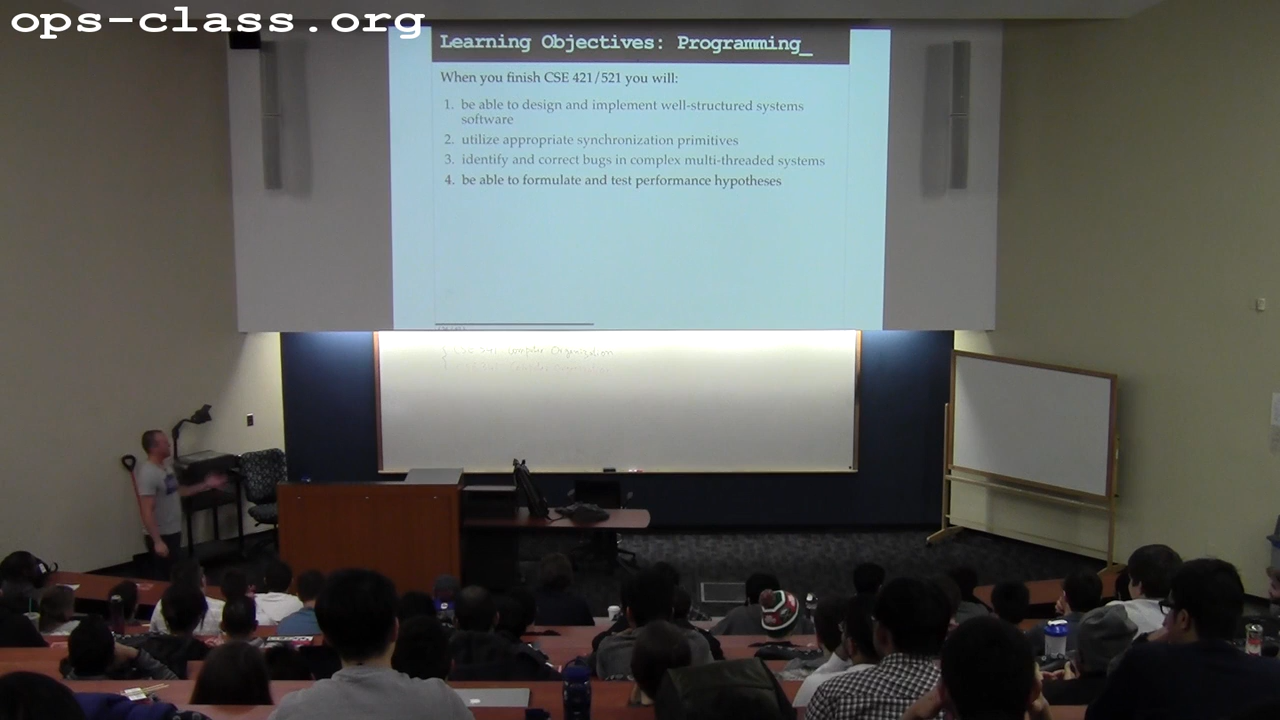 ops-class.org
Learning Objectives: Programming_
When you finish CSE 421/521 you will:
1. be able to design and implement well-structured systems
software
2. utilize appropriate synchronization primitives
3. identify and correct bugs in complex multi-threaded systems
4. be able to formulate and test performance hypotheses
Computer Organization